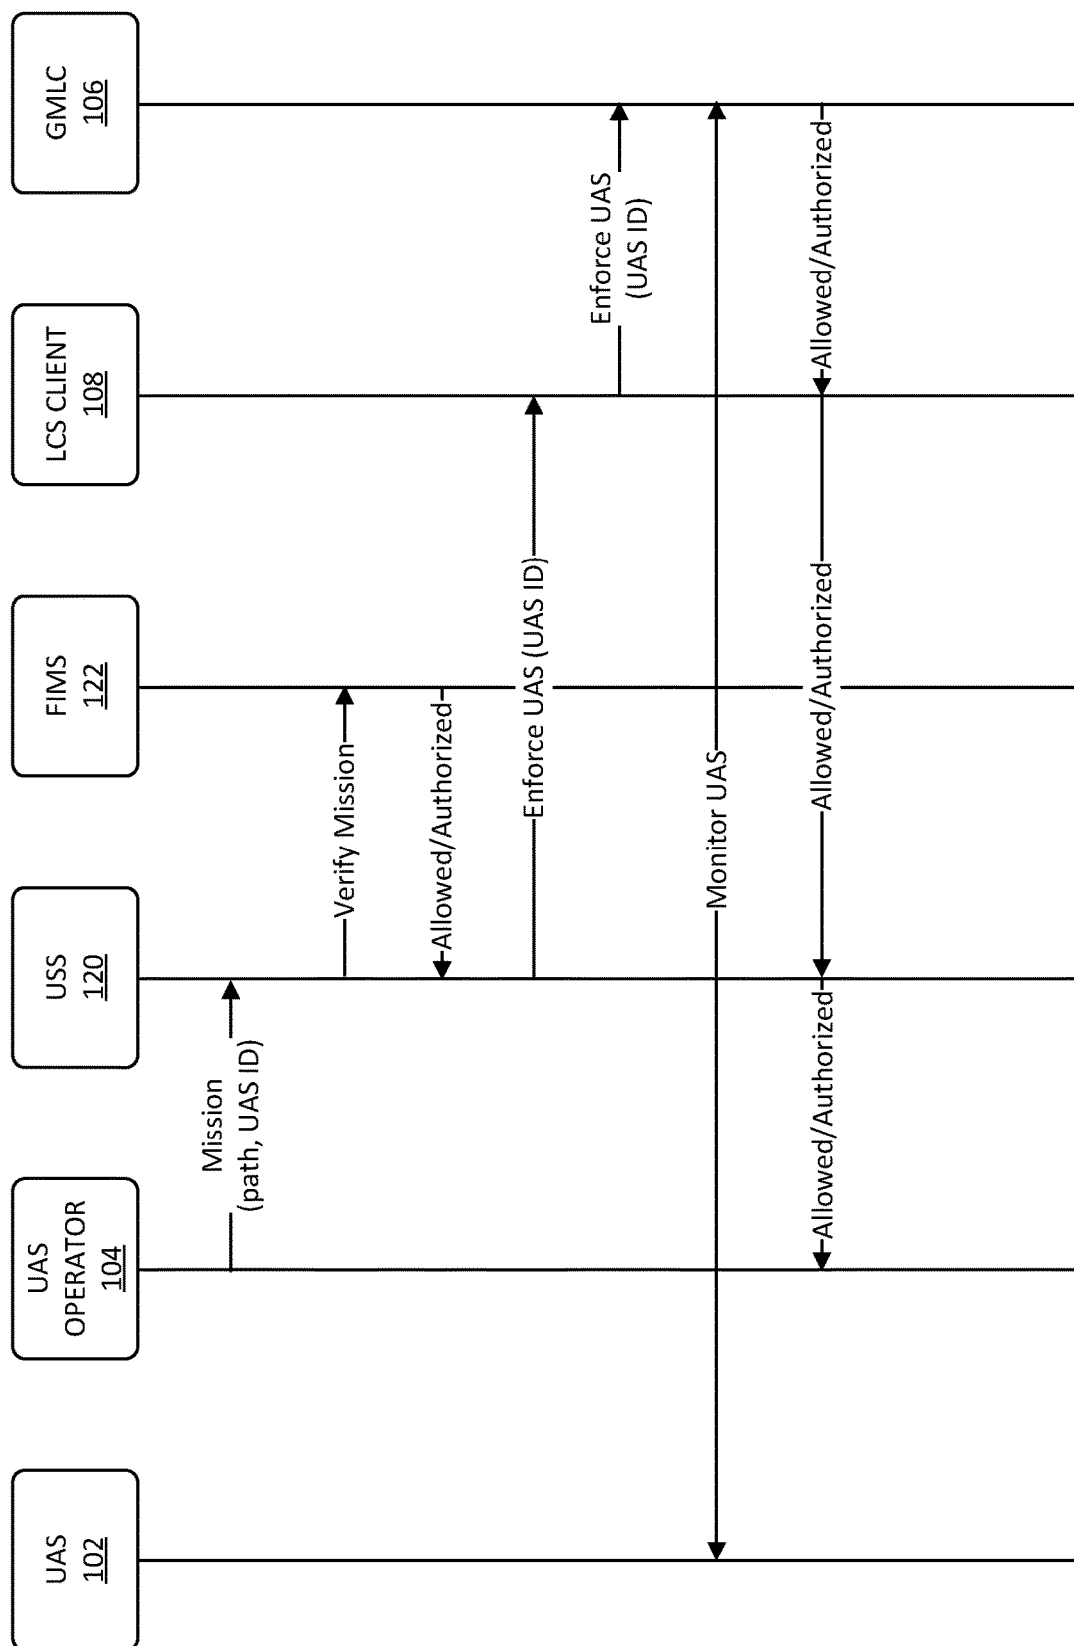 UAS
102
UAS
OPERATOR
104
USS
120
FIMS
122
LCS CLIENT
108
GMLC
106
Mission
(path, UAS ID)
Verify Mission
Allowed/Authorized
Enforce UAS (UAS ID)
Enforce UAS
(UAS ID)
Monitor UAS
Allowed/Authorized
Allowed/Authorized
Allowed/Authorized